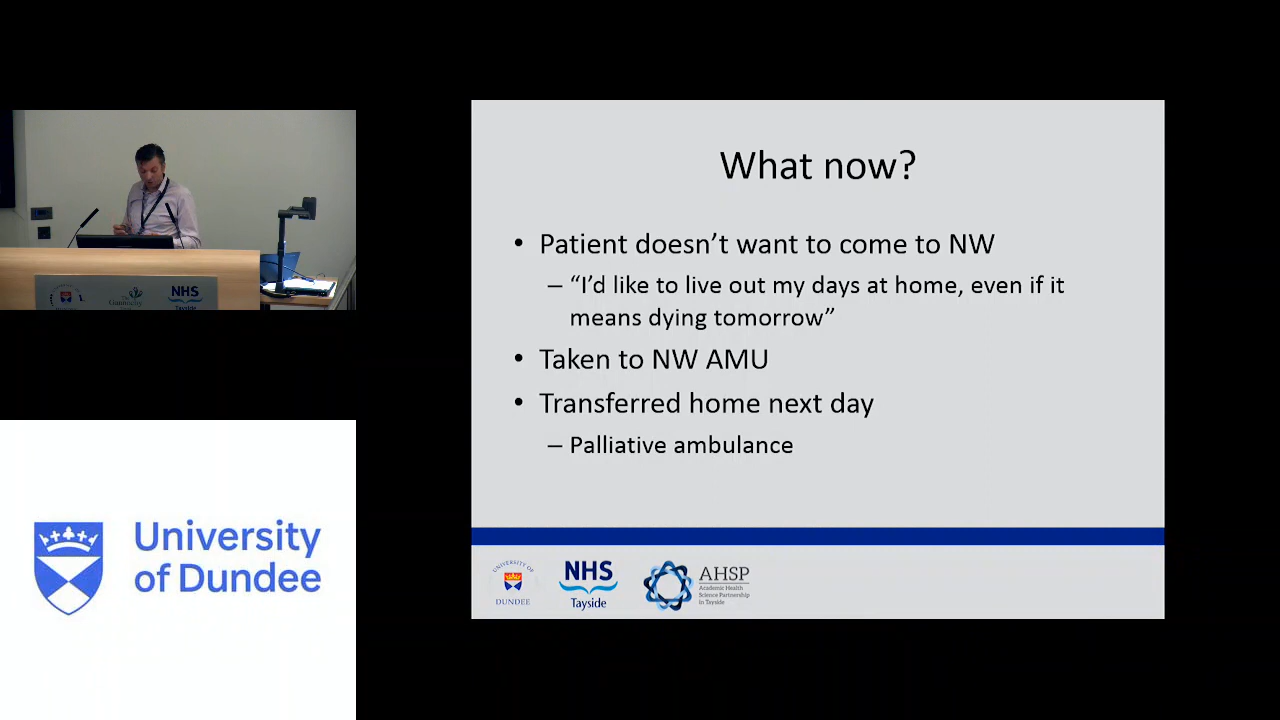 What now?
• Patient doesn’t want to come to NW
– “I’d like to live out my days at home, even if it
means dying tomorrow”
• Taken to NW AMU
• Transferred home next day
– Palliative ambulance
UNIVERSITY OF
DUNDEE
NHS
Tayside
AHSP
Academic Health
Science Partnership
in Tayside
NHS
Tayside
University
of Dundee